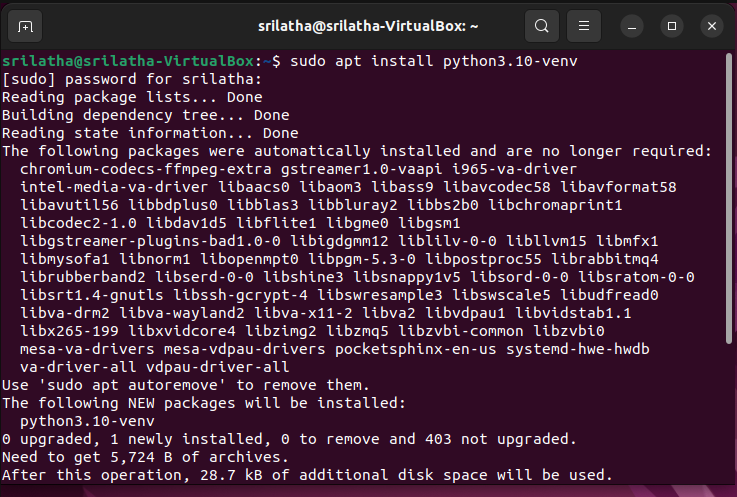 srilatha@srilatha-VirtualBox: ~
srilatha@srilatha-VirtualBox:~$ sudo apt install python3.10-venv
[sudo] password for srilatha:
Reading package lists... Done
Building dependency tree... Done
Reading state information... Done
The following packages were automatically installed and are no longer required:
  chromium-codecs-ffmpeg-extra gstreamer1.0-vaapi i965-va-driver
  intel-media-va-driver libaacs0 libaom3 libass9 libavcodec58 libavformat58
  libavutil56 libbdplus0 libblas3 libbluray2 libbs2b0 libchromaprint1
  libcodec2-1.0 libdav1d5 libflite1 libgme0 libgsm1
  libgstreamer-plugins-bad1.0-0 libigdgmm12 liblilv-0-0 libllvm15 libmfx1
  libmysofa1 libnorm1 libopenmpt0 libpgm-5.3-0 libpostproc55 librabbitmq4
  librubberband2 libserd-0-0 libshine3 libsnappy1v5 libsord-0-0 libsratom-0-0
  libsrt1.4-gnutls libssh-gcrypt-4 libswresample3 libswscale5 libudfread0
  libva-drm2 libva-wayland2 libva-x11-2 libva2 libvdpau1 libvidstab1.1
  libx265-199 libxvidcore4 libzimg2 libzmq5 libzvbi-common libzvbi0
  mesa-va-drivers mesa-vdpau-drivers pocketsphinx-en-us systemd-hwe-hwdb
  va-driver-all vdpau-driver-all
Use 'sudo apt autoremove' to remove them.
The following NEW packages will be installed:
  python3.10-venv
0 upgraded, 1 newly installed, 0 to remove and 403 not upgraded.
Need to get 5,724 B of archives.
After this operation, 28.7 kB of additional disk space will be used.